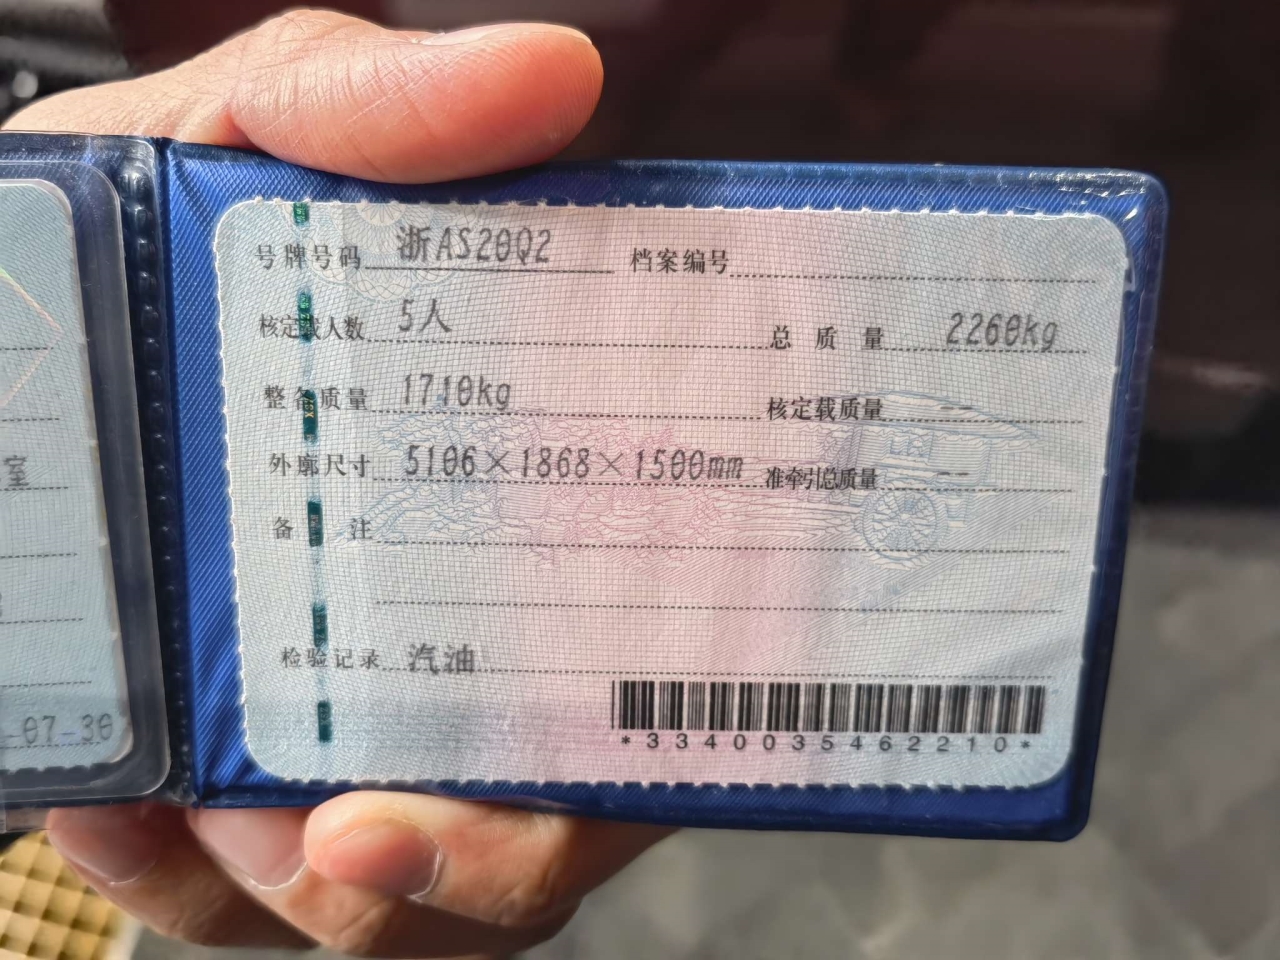 号牌号码 浙AS20Q2 档案编号
核定载人数 5人 总质量 2260kg
整备质量 1710kg 核定载质量 --
外廓尺寸 5106×1868×1500mm 准牵引总质量 --
备注
检验记录 汽油
*3340035462210*
室
-07-30